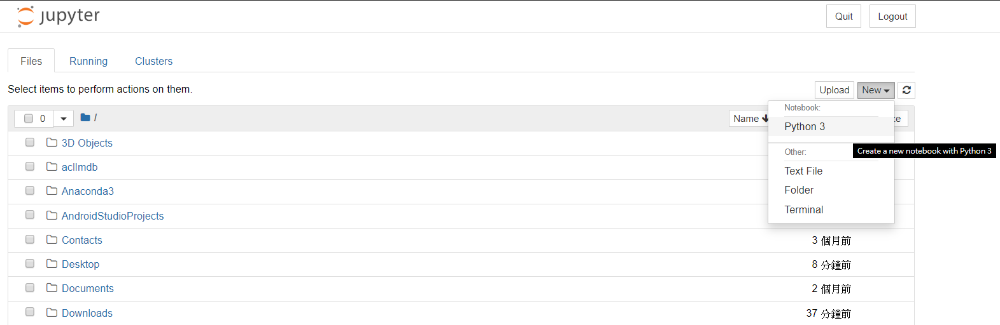 jupyter
Quit
Logout
Files
Running
Clusters
Select items to perform actions on them.
Upload
New
0
/
Name
ze
Notebook:
Python 3
Create a new notebook with Python 3
Other:
Text File
Folder
Terminal
3D Objects
acllmdb
Anaconda3
AndroidStudioProjects
Contacts
3 個月前
Desktop
8 分鐘前
Documents
2 個月前
Downloads
37 分鐘前